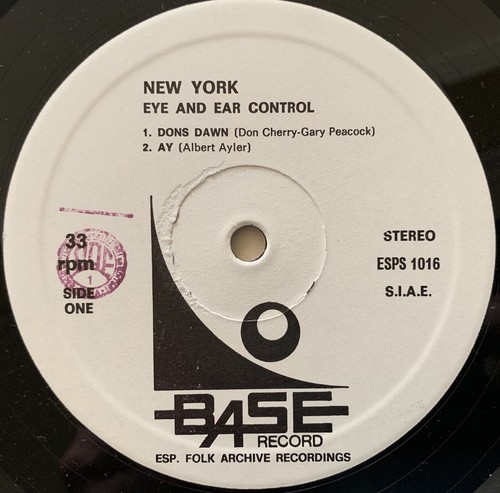 NEW YORK
EYE AND EAR CONTROL
1. DONS DAWN (Don Cherry-Gary Peacock)
2. AY (Albert Ayler)
33
rpm
SIDE
ONE
1
STEREO
ESPS 1016
S.I.A.E.
BASE
RECORD
ESP. FOLK ARCHIVE RECORDINGS